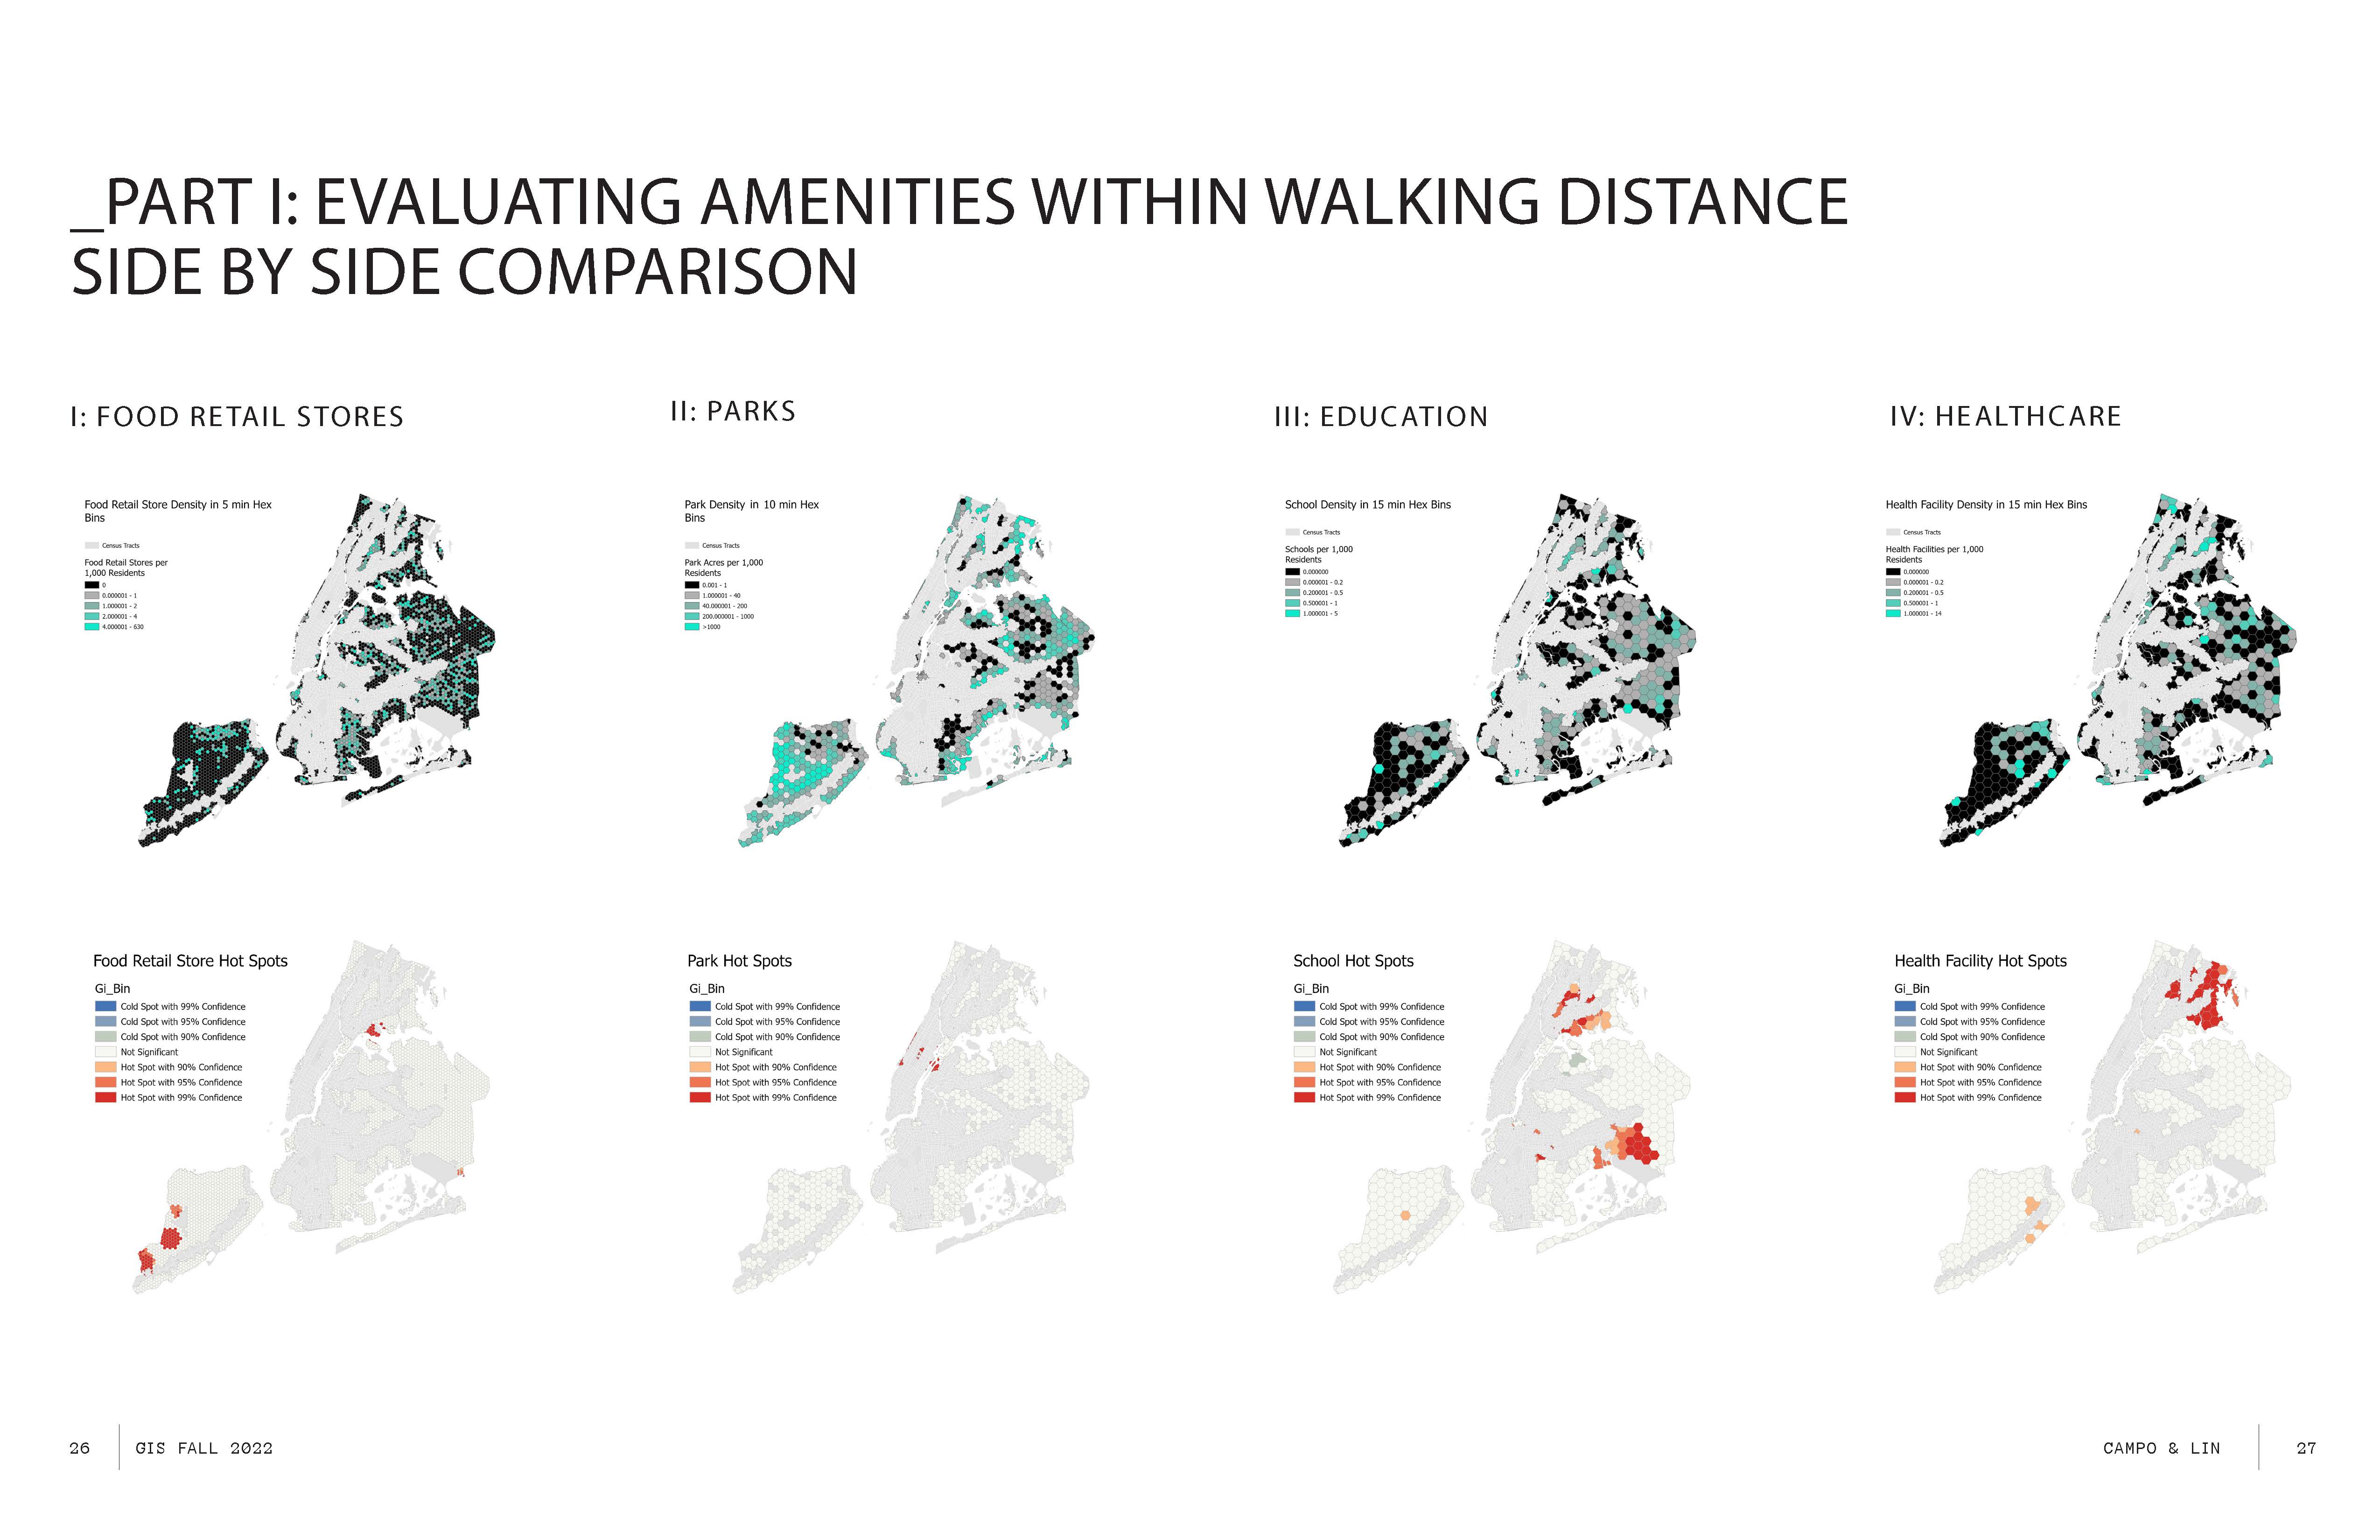 _PART I: EVALUATING AMENITIES WITHIN WALKING DISTANCE
SIDE BY SIDE COMPARISON
I: FOOD RETAIL STORES
Food Retail Store Density in 5 min Hex
Bins
Census Tracts
Food Retail Stores per
1,000 Residents
0
0.000001 - 1
1.000001 - 2
2.000001 - 4
4.000001 - 630
Food Retail Store Hot Spots
Gi_Bin
Cold Spot with 99% Confidence
Cold Spot with 95% Confidence
Cold Spot with 90% Confidence
Not Significant
Hot Spot with 90% Confidence
Hot Spot with 95% Confidence
Hot Spot with 99% Confidence
II: PARKS
Park Density in 10 min Hex
Bins
Census Tracts
Park Acres per 1,000
Residents
0.001 - 1
1.000001 - 40
40.000001 - 200
200.000001 - 1000
>1000
Park Hot Spots
Gi_Bin
Cold Spot with 99% Confidence
Cold Spot with 95% Confidence
Cold Spot with 90% Confidence
Not Significant
Hot Spot with 90% Confidence
Hot Spot with 95% Confidence
Hot Spot with 99% Confidence
III: EDUCATION
School Density in 15 min Hex Bins
Census Tracts
Schools per 1,000
Residents
0.000000
0.000001 - 0.2
0.200001 - 0.5
0.500001 - 1
1.000001 - 5
School Hot Spots
Gi_Bin
Cold Spot with 99% Confidence
Cold Spot with 95% Confidence
Cold Spot with 90% Confidence
Not Significant
Hot Spot with 90% Confidence
Hot Spot with 95% Confidence
Hot Spot with 99% Confidence
IV: HEALTHCARE
Health Facility Density in 15 min Hex Bins
Census Tracts
Health Facilities per 1,000
Residents
0.000000
0.000001 - 0.2
0.200001 - 0.5
0.500001 - 1
1.000001 - 14
Health Facility Hot Spots
Gi_Bin
Cold Spot with 99% Confidence
Cold Spot with 95% Confidence
Cold Spot with 90% Confidence
Not Significant
Hot Spot with 90% Confidence
Hot Spot with 95% Confidence
Hot Spot with 99% Confidence
26 GIS FALL 2022
CAMPO & LIN 27